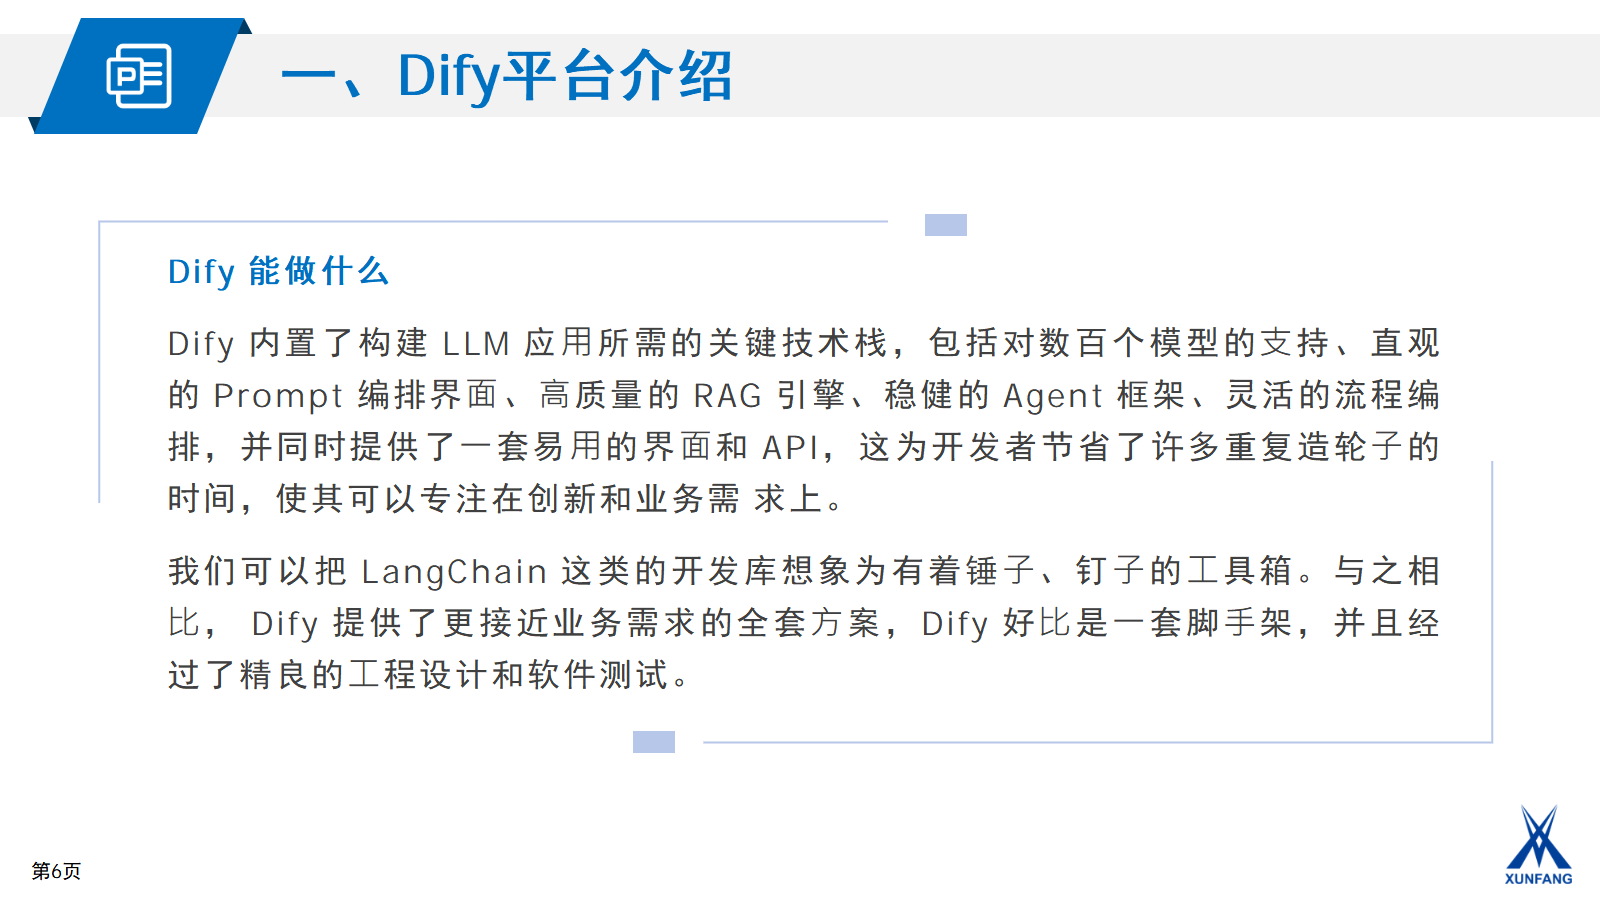 一、Dify平台介绍
Dify 能做什么
Dify 内置了构建 LLM 应用所需的关键技术栈，包括对数百个模型的支持、直观
的 Prompt 编排界面、高质量的 RAG 引擎、稳健的 Agent 框架、灵活的流程编
排，并同时提供了一套易用的界面和 API，这为开发者节省了许多重复造轮子的
时间，使其可以专注在创新和业务需 求上。
我们可以把 LangChain 这类的开发库想象为有着锤子、钉子的工具箱。与之相
比， Dify 提供了更接近业务需求的全套方案，Dify 好比是一套脚手架，并且经
过了精良的工程设计和软件测试。
第6页
XUNFANG